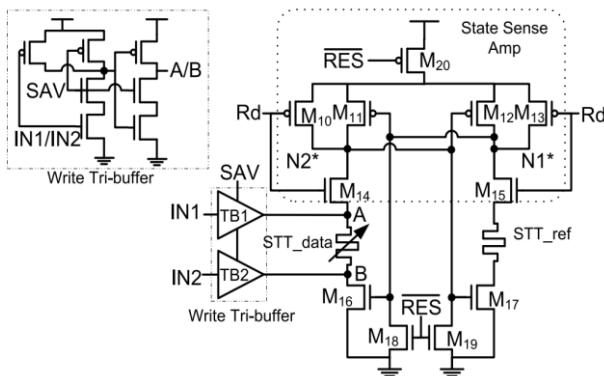 State Sense
Amp
RES
M20
SAV
A/B
IN1/IN2
Write Tri-buffer
Rd
M10
M11
M12
M13
Rd
N2*
N1*
M14
M15
SAV
IN1
TB1
A
STT_data
STT_ref
IN2
TB2
B
Write Tri-buffer
M16
RES
M17
M18
M19